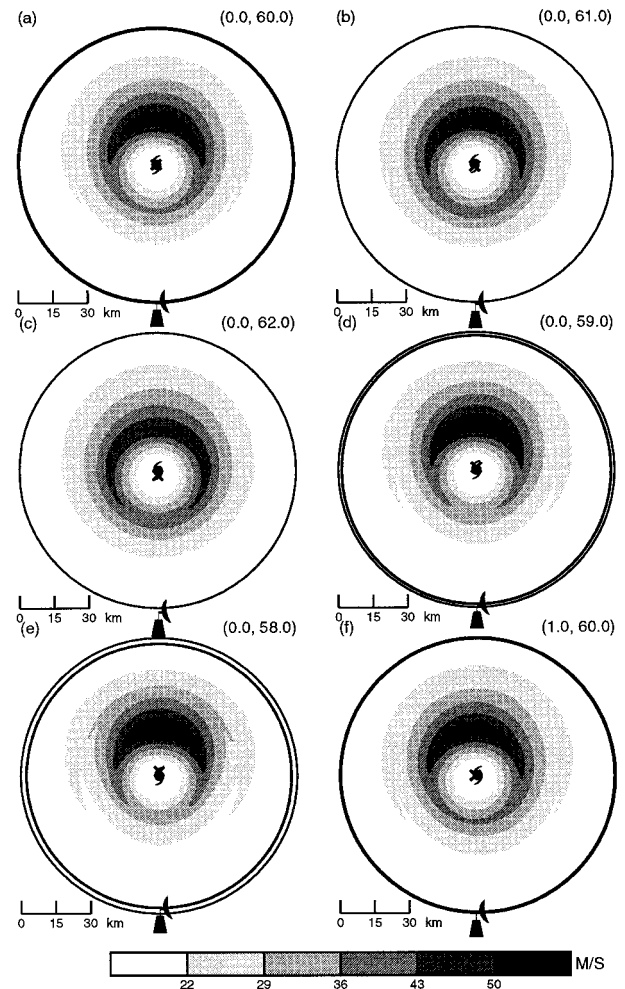 (a) (0.0, 60.0)
(b) (0.0, 61.0)
0 15 30 km
0 15 30 km
(c) (0.0, 62.0)
(d) (0.0, 59.0)
0 15 30 km
0 15 30 km
(e) (0.0, 58.0)
(f) (1.0, 60.0)
0 15 30 km
0 15 30 km
M/S
22 29 36 43 50